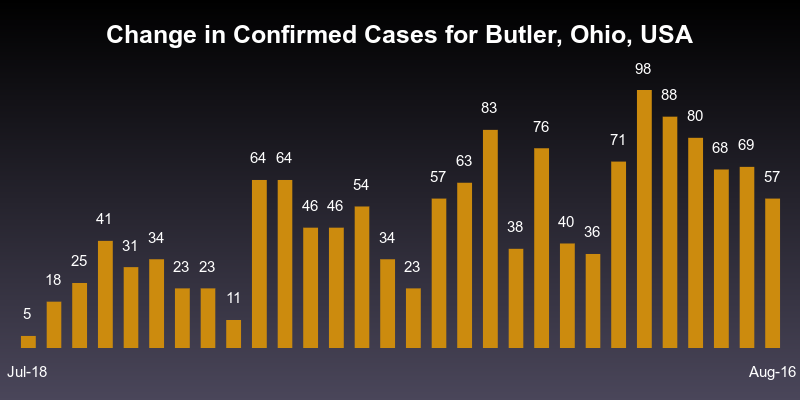 Change in Confirmed Cases for Butler, Ohio, USA
5 18 25 41 31 34 23 23 11 64 64 46 46 54 34 23 57 63 83 38 76 40 36 71 98 88 80 68 69 57
Jul-18 Aug-16